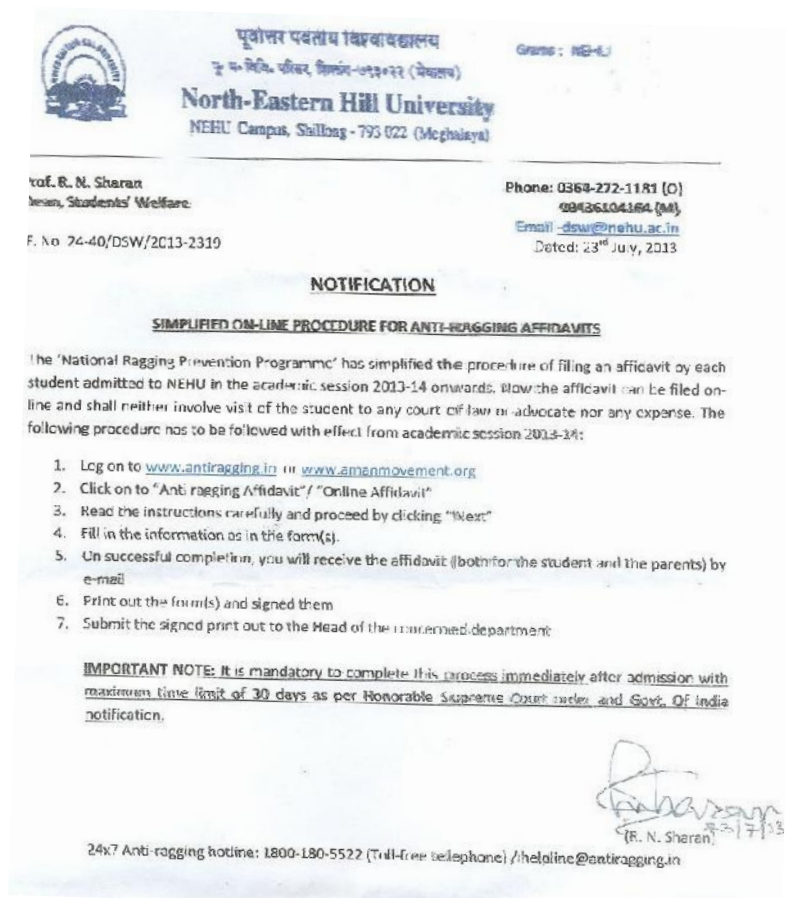 पूर्वोत्तर पर्वतीय विश्वविद्यालय
North-Eastern Hill University
NEHU Campus, Shillong - 793 022 (Meghalaya)
Prof. R. N. Sharan
Dean, Students' Welfare
Phone: 0364-272-1181 (O)
09436104164 (M)
Email -dsw@nehu.ac.in
F. No 74-40/DSW/2013-2319
Dated: 23rd July, 2013
NOTIFICATION
SIMPLIFIED ON-LINE PROCEDURE FOR ANTI-RAGGING AFFIDAVITS
The 'National Ragging Prevention Programme' has simplified the procedure of filing an affidavit by each
student admitted to NEHU in the academic session 2013-14 onwards. Now the affidavit can be filed on-
line and shall neither involve visit of the student to any court of law or advocate nor any expense. The
following procedure has to be followed with effect from academic session 2013-14:
1. Log on to www.antiragging.in or www.amanmovement.org
2. Click on to "Anti ragging Affidavit"/ "Online Affidavit"
3. Read the instructions carefully and proceed by clicking "Next"
4. Fill in the information as in the form(s).
5. On successful completion, you will receive the affidavit (both for the student and the parents) by
e-mail
6. Print out the form(s) and signed them
7. Submit the signed print out to the Head of the concerned department
IMPORTANT NOTE: It is mandatory to complete this process immediately after admission with
maximum time limit of 30 days as per Honorable Supreme Court order and Govt. Of India
notification.
23/7/13
(R. N. Sharan)
24x7 Anti-ragging hotline: 1800-180-5522 (Toll-free telephone) / helpline@antiragging.in